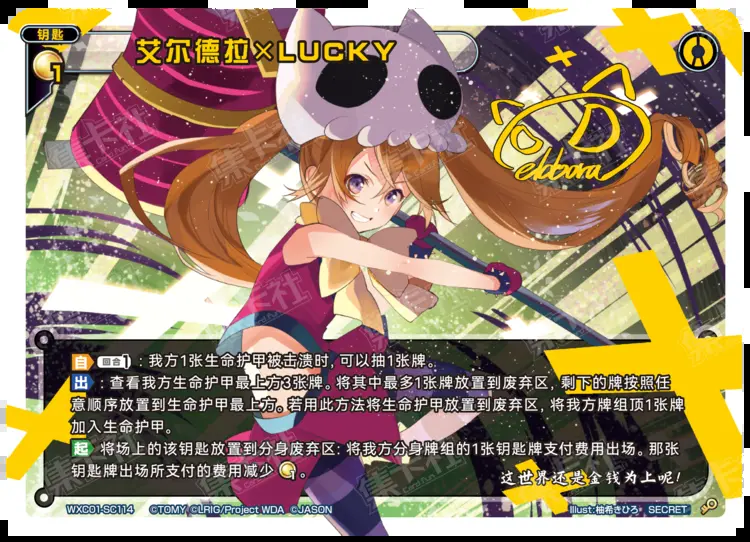 钥匙
1
艾尔德拉×LUCKY
eldora
自 回合1：我方1张生命护甲被击溃时，可以抽1张牌。
出：查看我方生命护甲最上方3张牌。将其中最多1张牌放置到废弃区，剩下的牌按照任
意顺序放置到生命护甲最上方。若用此方法将生命护甲放置到废弃区，将我方牌组顶1张牌
加入生命护甲。
起 将场上的该钥匙放置到分身废弃区：将我方分身牌组的1张钥匙牌支付费用出场。那张
钥匙牌出场所支付的费用减少 1。
这世界还是金钱为上呢！
WXC01-SC114 ©TOMY ©LRIG/Project WDA ©JASON
Illust:柚希きひろ SECRET
集卡社